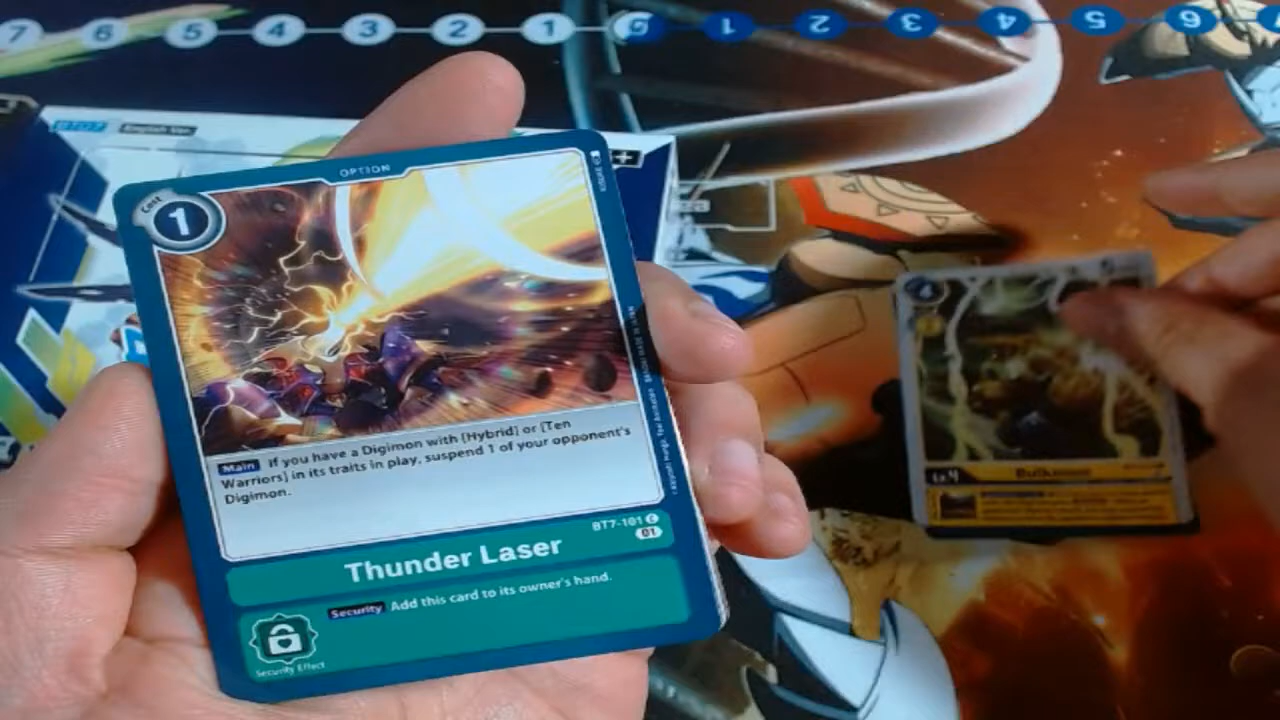 7 6 5 4 3 2 1 0 1 2 3 4 5 6
BT07 English Ver.
OPTION
Cost
1
Main If you have a Digimon with [Hybrid] or [Ten
Warriors] in its traits in play, suspend 1 of your opponent's
Digimon.
BT7-101 C
01
Thunder Laser
Security Add this card to its owner's hand.
Security Effect
4
Lv.4